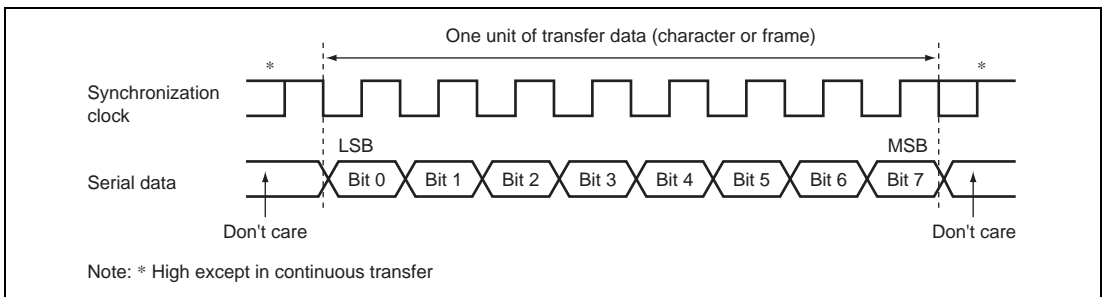 One unit of transfer data (character or frame)
*
*
Synchronization
clock
LSB
MSB
Serial data
Bit 0
Bit 1
Bit 2
Bit 3
Bit 4
Bit 5
Bit 6
Bit 7
Don't care
Don't care
Note: * High except in continuous transfer